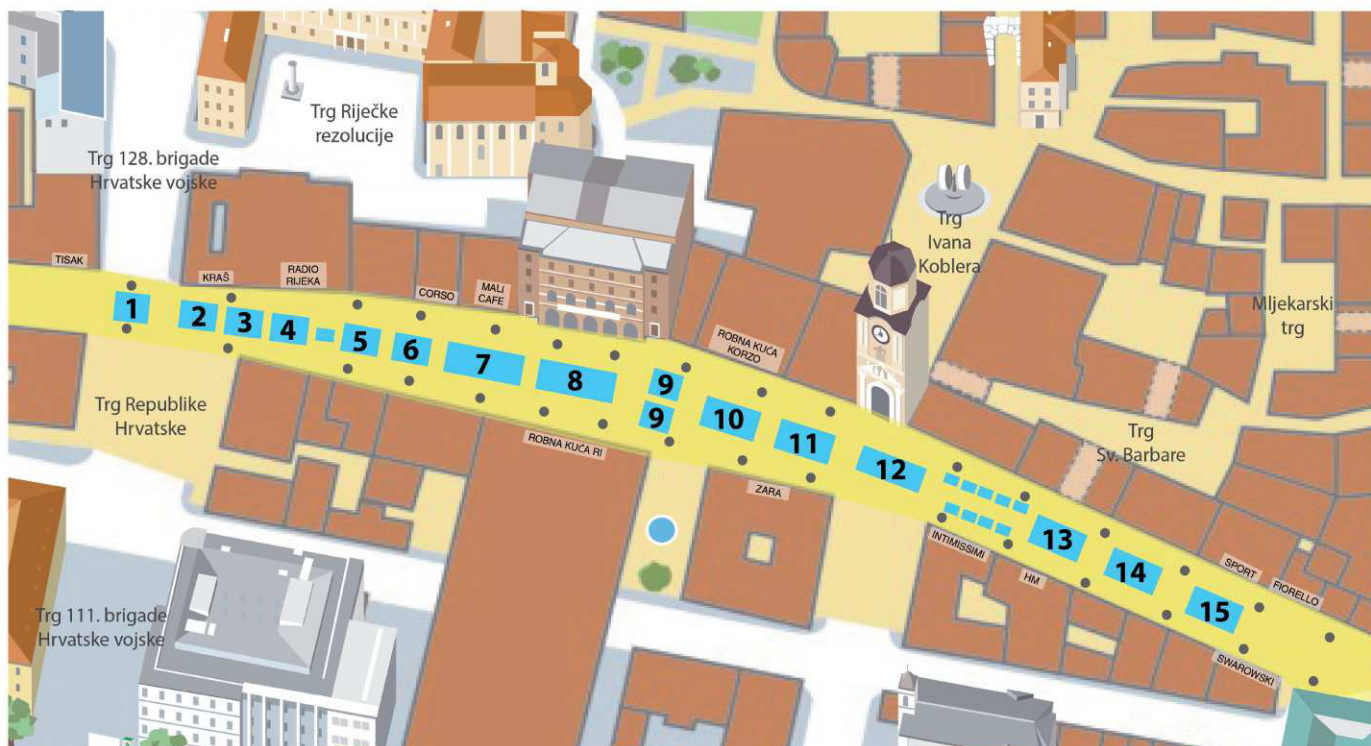 Trg Riječke
rezolucije
Trg 128. brigade
Hrvatske vojske
Trg
Ivana
Koblera
Mljekarski
trg
Trg
Sv. Barbare
TISAK
KRAŠ
RADIO
RIJEKA
CORSO
MALI
CAFE
ROBNA KUĆA
KORZO
1
2
3
4
5
6
7
8
9
9
10
11
12
13
14
15
Trg Republike
Hrvatske
ROBNA KUĆA RI
ZARA
INTIMISSIMI
HM
SPORT
FIORELLO
SWAROWSKI
Trg 111. brigade
Hrvatske vojske